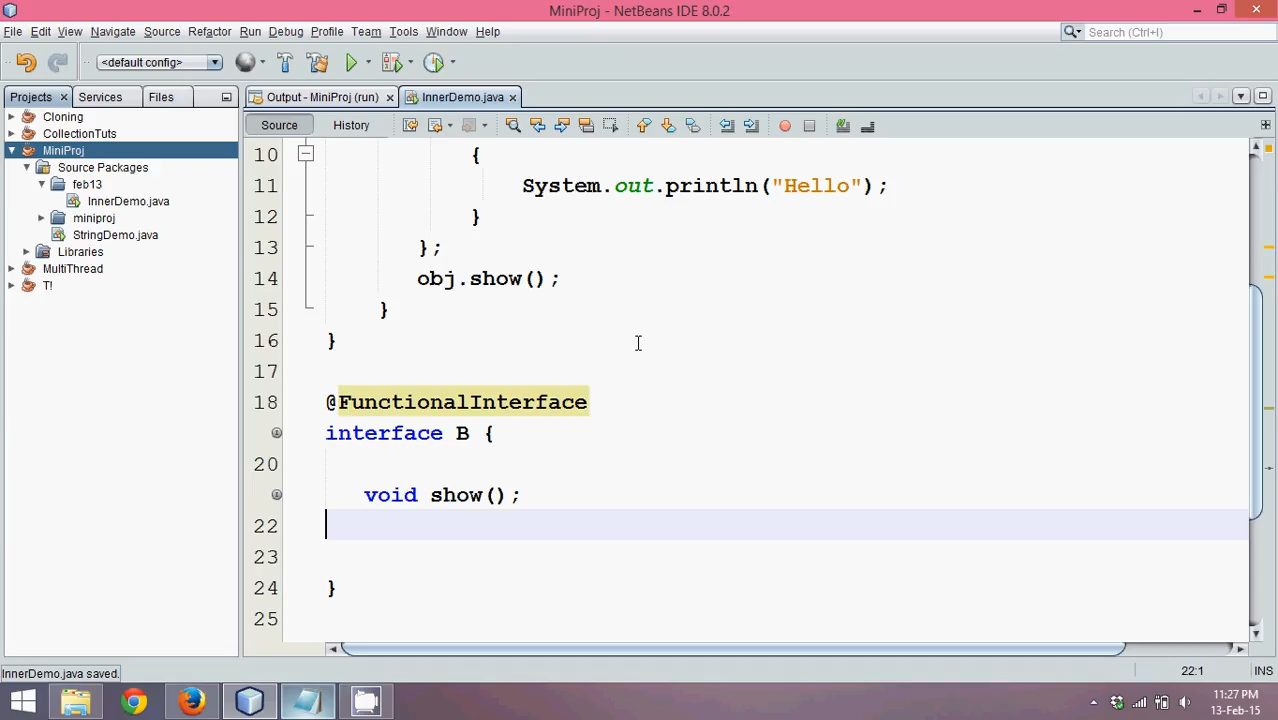 MiniProj - NetBeans IDE 8.0.2
File Edit View Navigate Source Refactor Run Debug Profile Team Tools Window Help
Search (Ctrl+I)
<default config>
Projects Services Files
Output - MiniProj (run) InnerDemo.java
Source History
Cloning
CollectionTuts
MiniProj
Source Packages
feb13
InnerDemo.java
miniproj
StringDemo.java
Libraries
MultiThread
T!
10 {
11 System.out.println("Hello");
12 }
13 };
14 obj.show();
15 }
16 }
17
18 @FunctionalInterface
interface B {
20
void show();
22
23
24 }
25
InnerDemo.java saved.
22:1 INS
11:27 PM
13-Feb-15